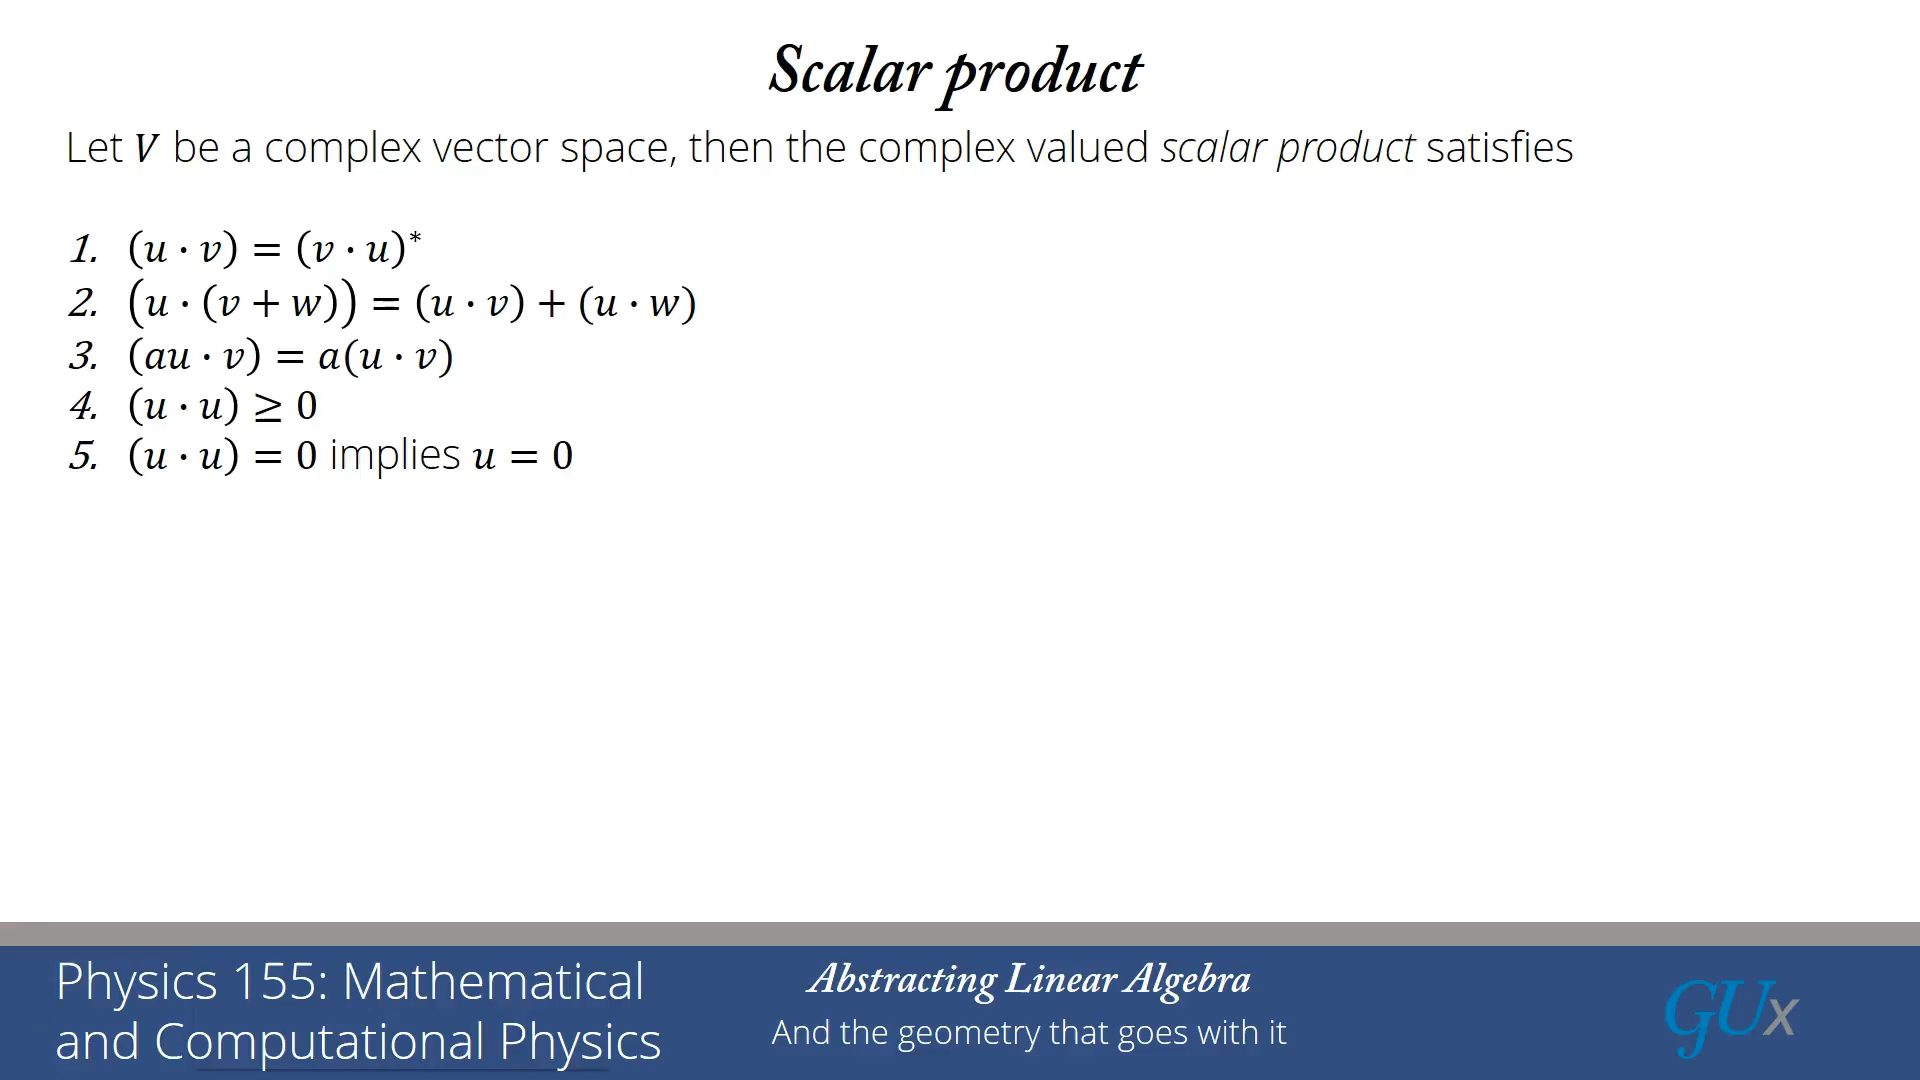 Scalar product
Let V be a complex vector space, then the complex valued scalar product satisfies
1. (u · v) = (v · u)*
2. (u · (v + w)) = (u · v) + (u · w)
3. (au · v) = a(u · v)
4. (u · u) ≥ 0
5. (u · u) = 0 implies u = 0
Physics 155: Mathematical
and Computational Physics
Abstracting Linear Algebra
And the geometry that goes with it
GUx